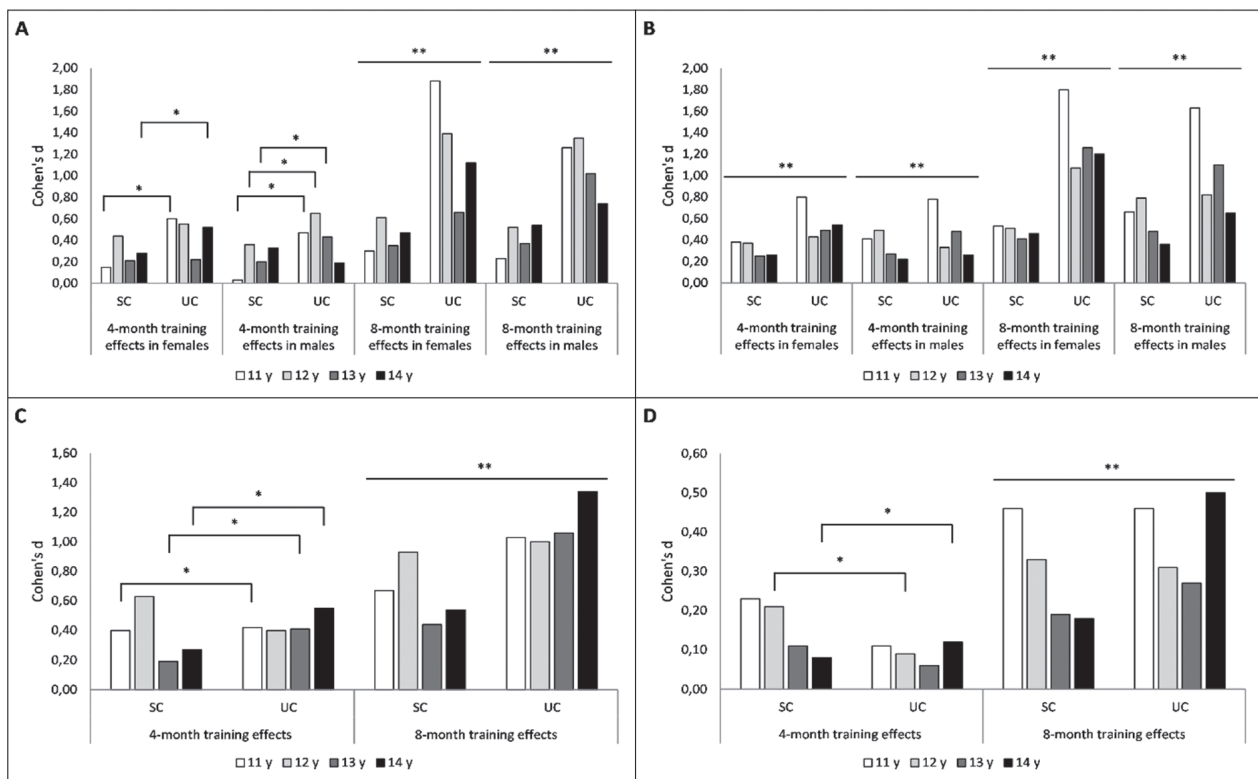 A
**
**
2,00
1,80
1,60
1,40
1,20
1,00
0,80
0,60
0,40
0,20
0,00
Cohen's d
*
*
*
*
*
SC UC SC UC SC UC SC UC
4-month training effects in females
4-month training effects in males
8-month training effects in females
8-month training effects in males
11 y 12 y 13 y 14 y
B
**
**
**
**
2,00
1,80
1,60
1,40
1,20
1,00
0,80
0,60
0,40
0,20
0,00
Cohen's d
SC UC SC UC SC UC SC UC
4-month training effects in females
4-month training effects in males
8-month training effects in females
8-month training effects in males
11 y 12 y 13 y 14 y
C
1,60
1,40
1,20
1,00
0,80
0,60
0,40
0,20
0,00
Cohen's d
**
*
*
*
SC UC SC UC
4-month training effects 8-month training effects
11 y 12 y 13 y 14 y
D
0,60
0,50
0,40
0,30
0,20
0,10
0,00
Cohen's d
**
*
*
SC UC SC UC
4-month training effects 8-month training effects
11 y 12 y 13 y 14 y